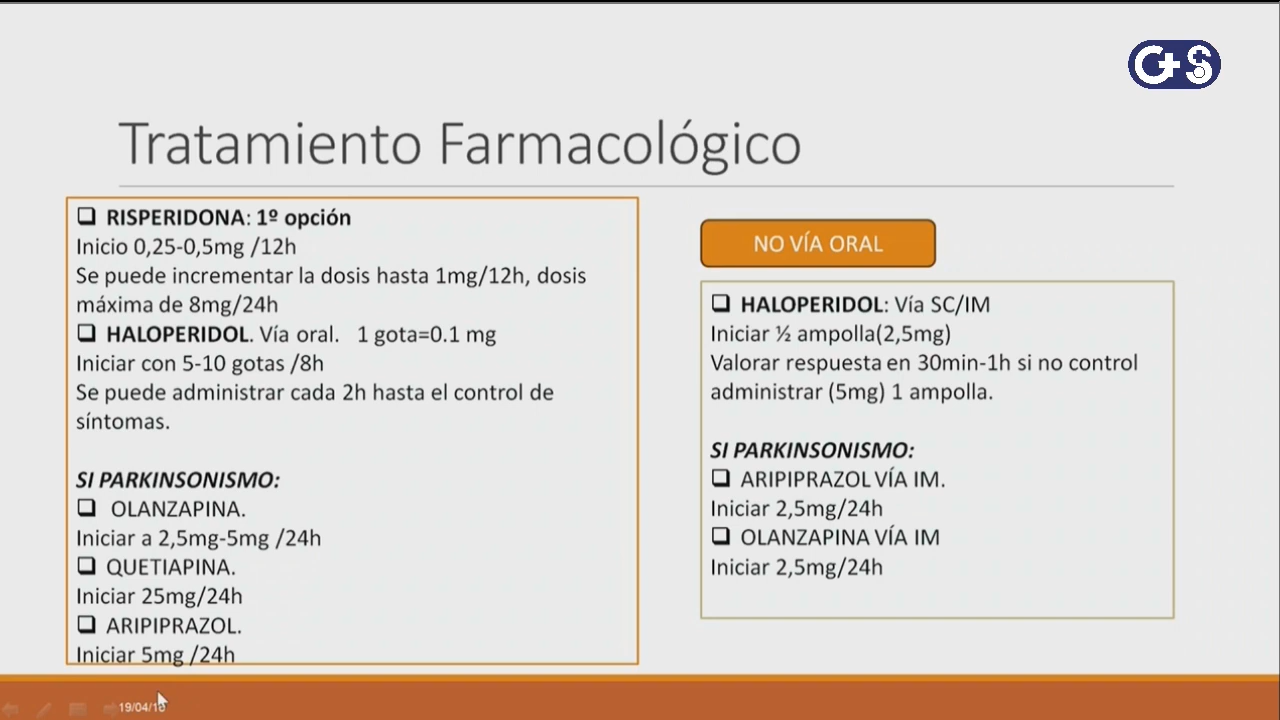 G+S
Tratamiento Farmacológico
❑ RISPERIDONA: 1º opción
Inicio 0,25-0,5mg /12h
Se puede incrementar la dosis hasta 1mg/12h, dosis
máxima de 8mg/24h
❑ HALOPERIDOL. Vía oral. 1 gota=0.1 mg
Iniciar con 5-10 gotas /8h
Se puede administrar cada 2h hasta el control de
síntomas.
SI PARKINSONISMO:
❑ OLANZAPINA.
Iniciar a 2,5mg-5mg /24h
❑ QUETIAPINA.
Iniciar 25mg/24h
❑ ARIPIPRAZOL.
Iniciar 5mg /24h
NO VÍA ORAL
❑ HALOPERIDOL: Vía SC/IM
Iniciar ½ ampolla(2,5mg)
Valorar respuesta en 30min-1h si no control
administrar (5mg) 1 ampolla.
SI PARKINSONISMO:
❑ ARIPIPRAZOL VÍA IM.
Iniciar 2,5mg/24h
❑ OLANZAPINA VÍA IM
Iniciar 2,5mg/24h